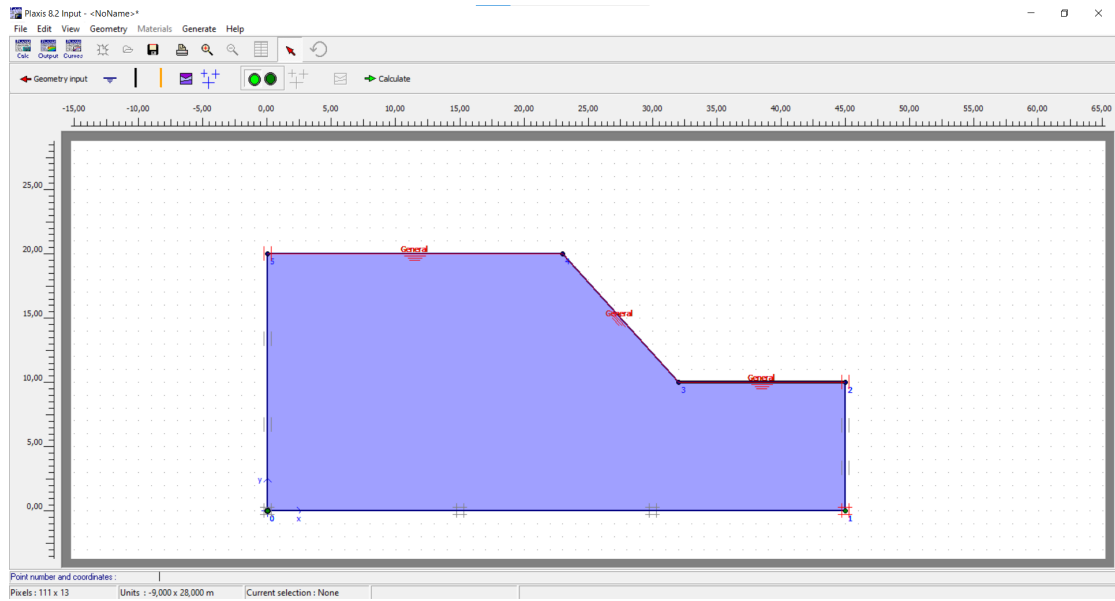 Plaxis 8.2 Input - <NoName>*
File Edit View Geometry Materials Generate Help
Calc Output Curves
Geometry input Calculate
-15,00 -10,00 -5,00 0,00 5,00 10,00 15,00 20,00 25,00 30,00 35,00 40,00 45,00 50,00 55,00 60,00 65,00
25,00
20,00
General
5 4
15,00
General
10,00
General
3 2
5,00
y
0,00
0 x 1
Point number and coordinates :
Pixels : 111 x 13 Units : -9,000 x 28,000 m Current selection : None